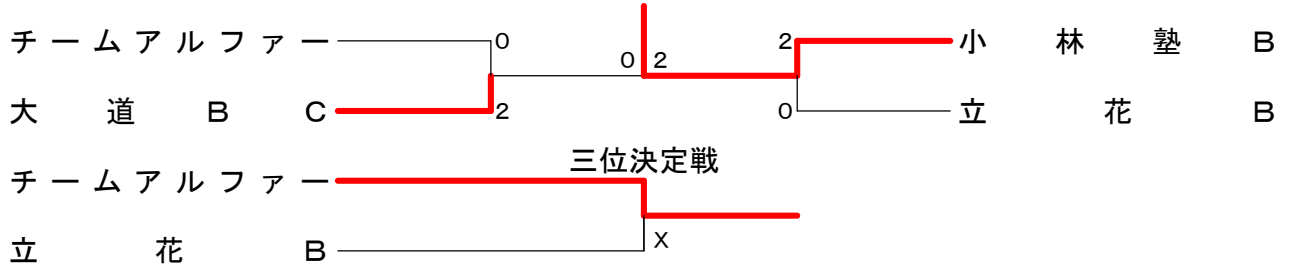 チームアルファー 0 0 2 2 小林塾B
大道BC 2 0 立花B
三位決定戦
チームアルファー
立花B X